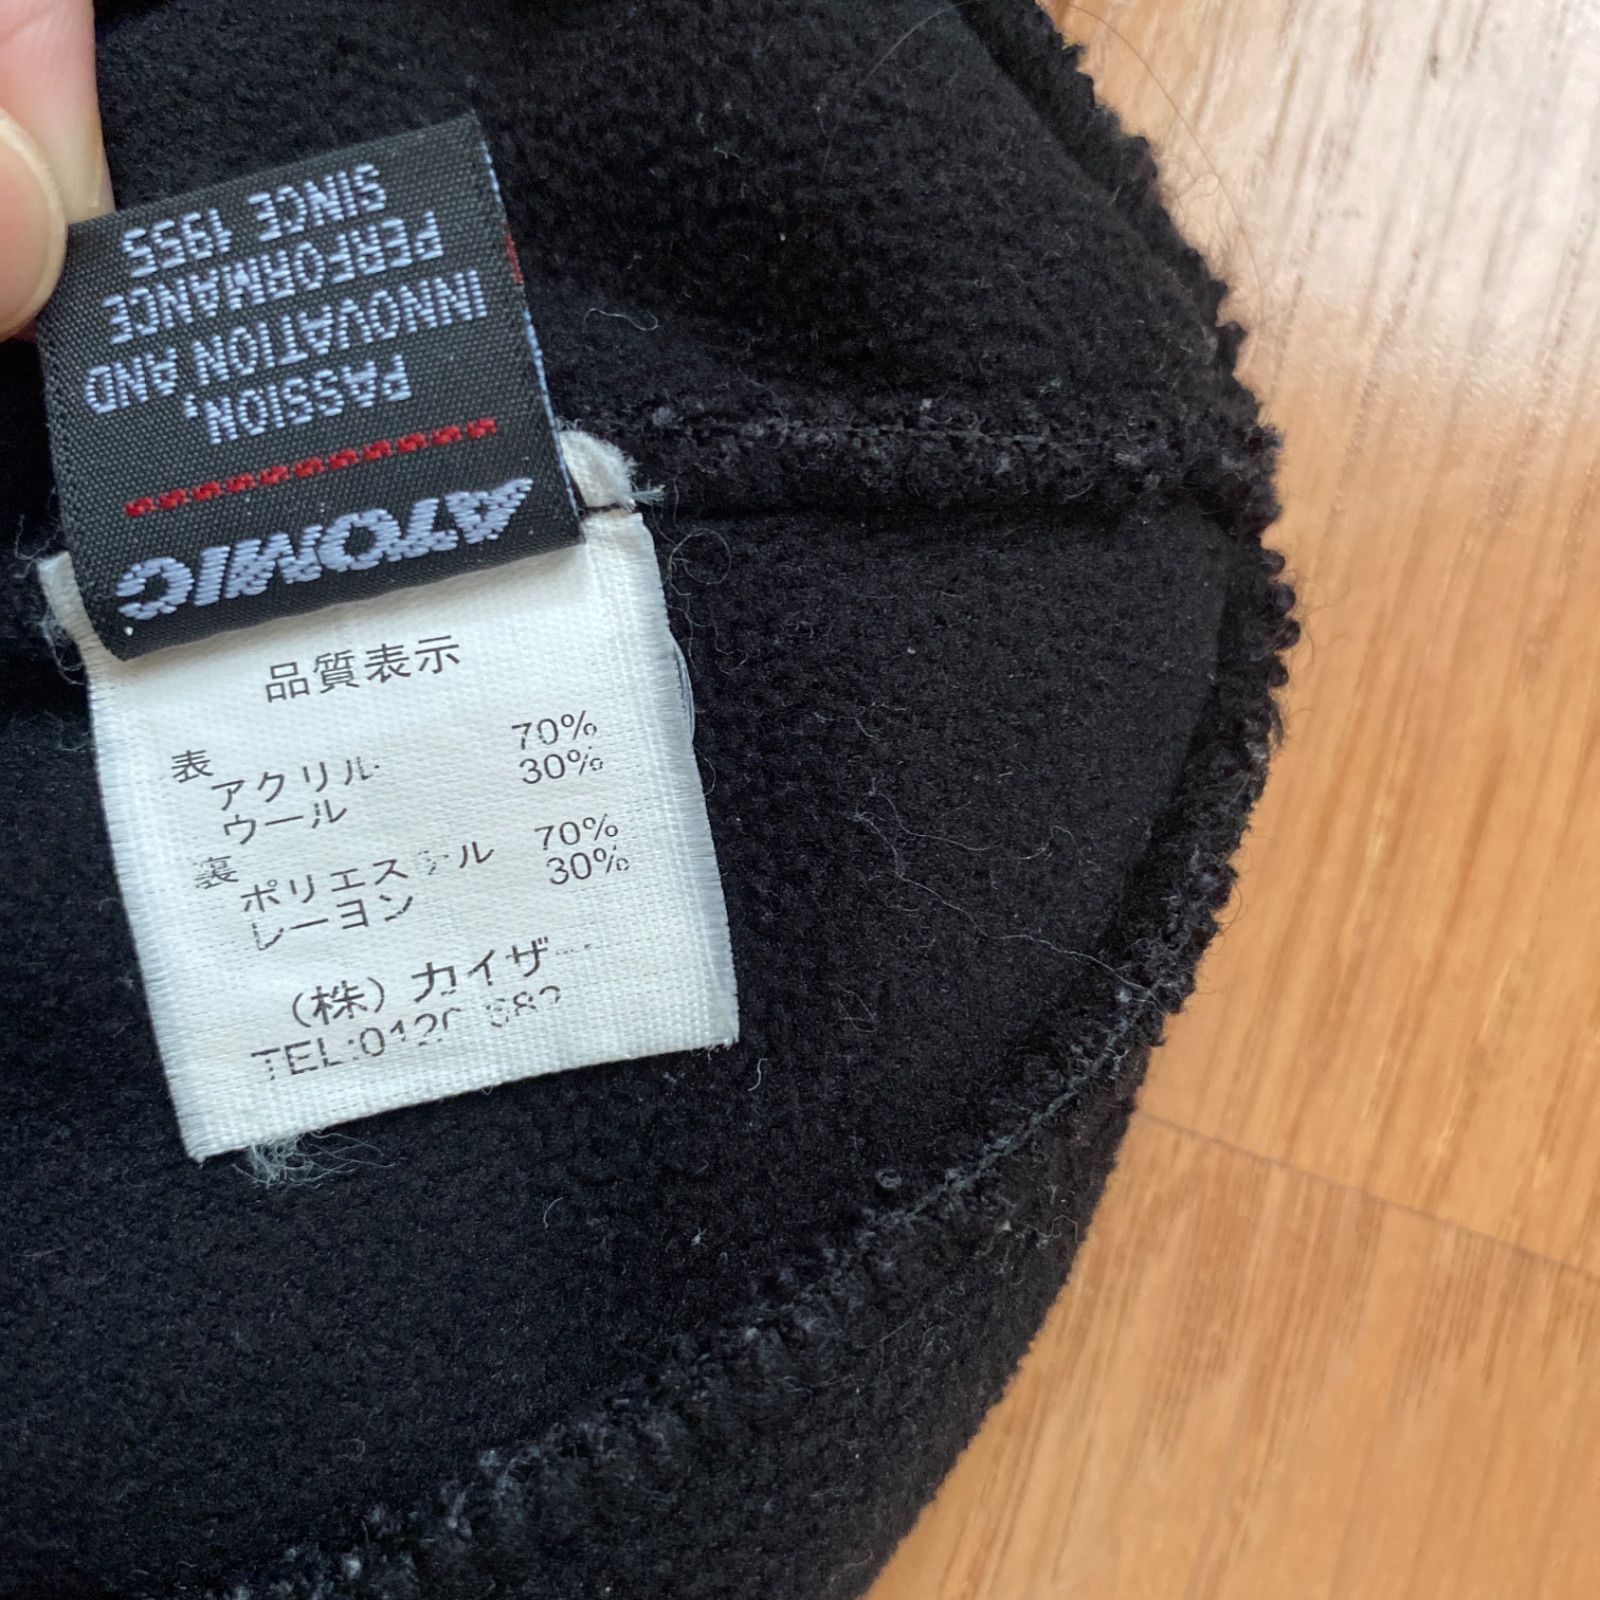 ATOMIC
PASSION,
INNOVATION AND
PERFORMANCE
SINCE 1955
品質表示
表
アクリル 70%
ウール 30%
裏
ポリエステル 70%
レーヨン 30%
(株)カイザー
TEL:0120